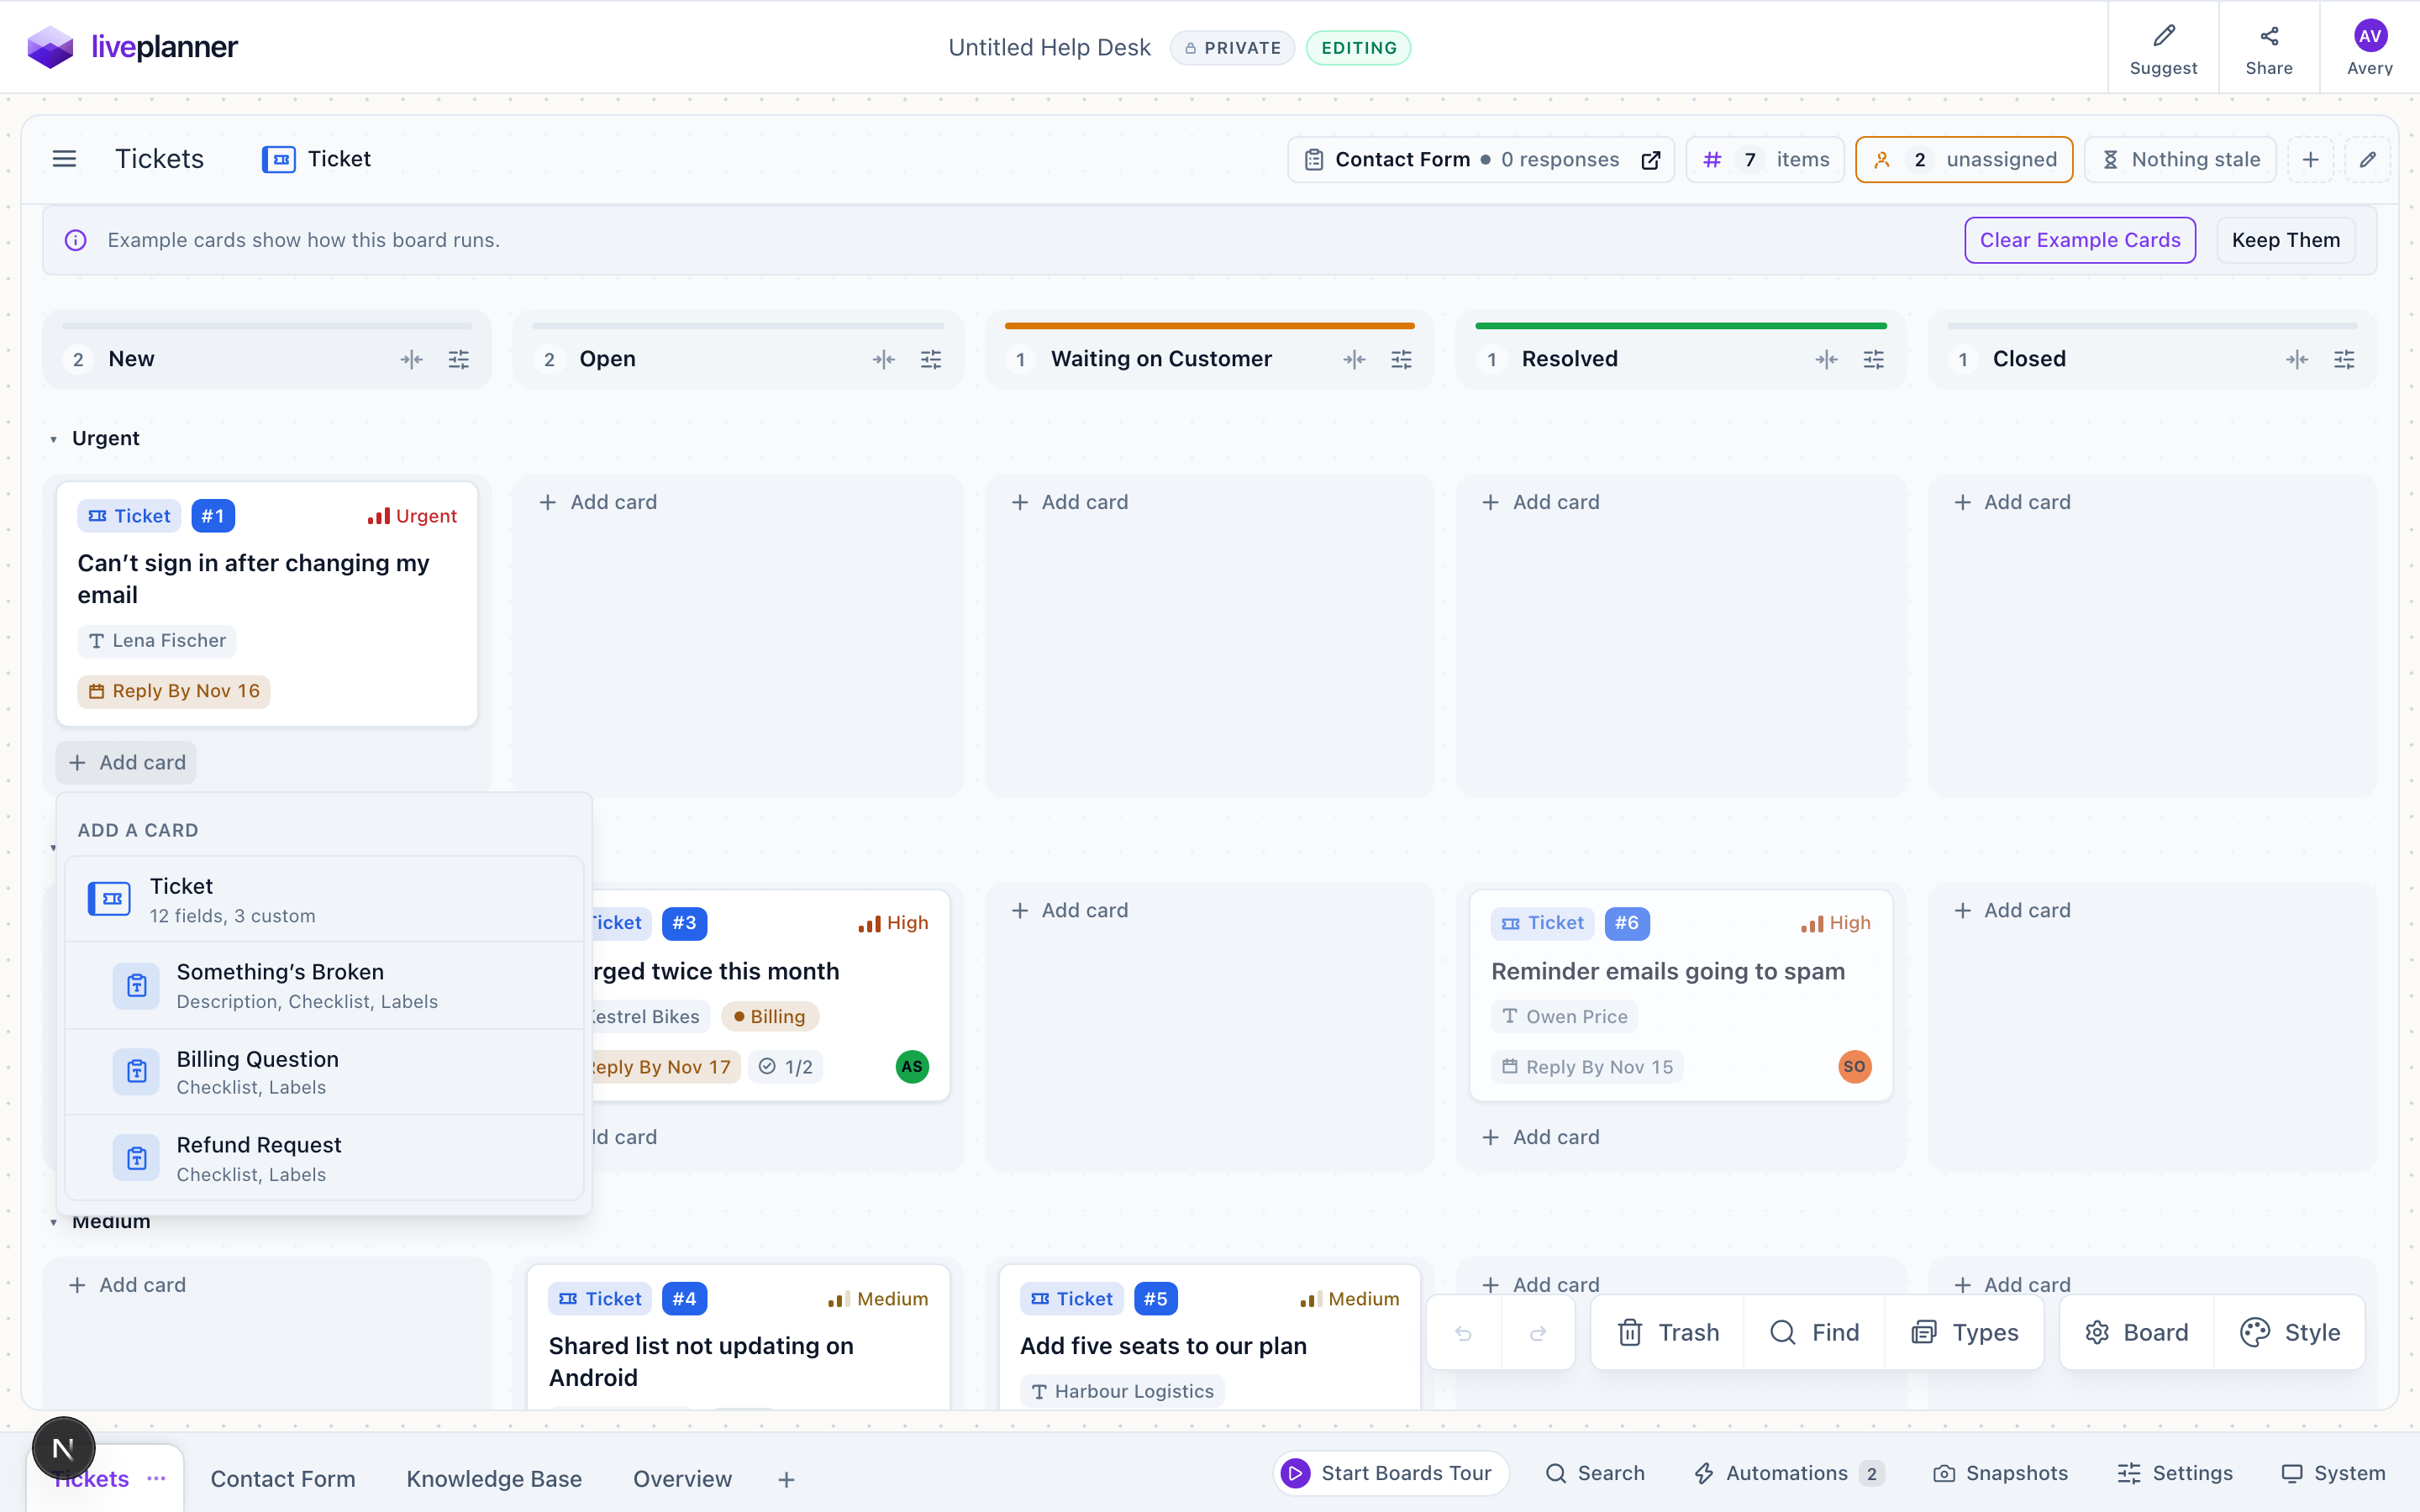 liveplanner
Untitled Help Desk
PRIVATE
EDITING
Suggest
Share
AV
Avery
Tickets
Ticket
Contact Form • 0 responses
# 7 items
2 unassigned
Nothing stale
Example cards show how this board runs.
Clear Example Cards
Keep Them
2 New
2 Open
1 Waiting on Customer
1 Resolved
1 Closed
Urgent
Ticket #1 Urgent
Can’t sign in after changing my
email
Lena Fischer
Reply By Nov 16
+ Add card
+ Add card
+ Add card
+ Add card
+ Add card
ADD A CARD
Ticket
12 fields, 3 custom
Something’s Broken
Description, Checklist, Labels
Billing Question
Checklist, Labels
Refund Request
Checklist, Labels
icket #3 High
rged twice this month
estrel Bikes
Billing
eply By Nov 17
1/2
AS
dd card
+ Add card
Ticket #6 High
Reminder emails going to spam
Owen Price
Reply By Nov 15
SO
+ Add card
+ Add card
Medium
+ Add card
Ticket #4 Medium
Shared list not updating on
Android
Ticket #5 Medium
Add five seats to our plan
Harbour Logistics
+ Add card
+ Add card
Trash
Find
Types
Board
Style
N
Tickets
Contact Form
Knowledge Base
Overview
+
Start Boards Tour
Search
Automations 2
Snapshots
Settings
System